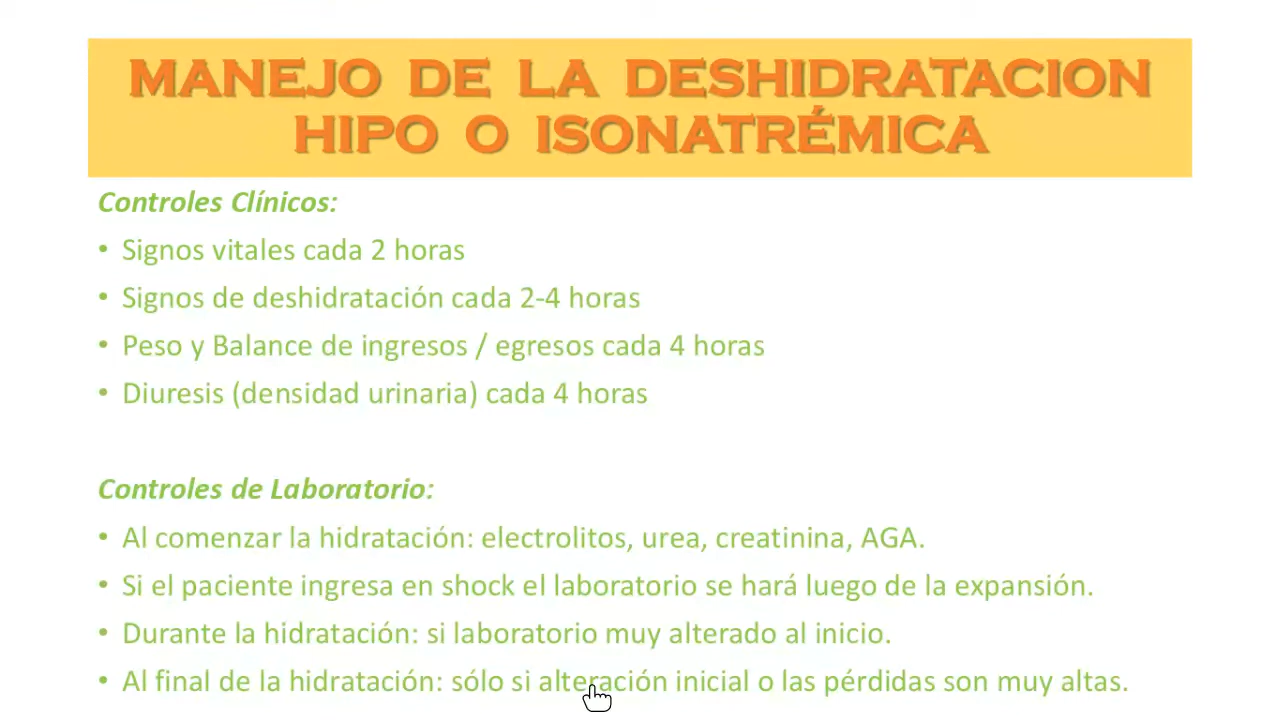 MANEJO DE LA DESHIDRATACION
HIPO O ISONATRÉMICA
Controles Clínicos:
• Signos vitales cada 2 horas
• Signos de deshidratación cada 2-4 horas
• Peso y Balance de ingresos / egresos cada 4 horas
• Diuresis (densidad urinaria) cada 4 horas
Controles de Laboratorio:
• Al comenzar la hidratación: electrolitos, urea, creatinina, AGA.
• Si el paciente ingresa en shock el laboratorio se hará luego de la expansión.
• Durante la hidratación: si laboratorio muy alterado al inicio.
• Al final de la hidratación: sólo si alteración inicial o las pérdidas son muy altas.